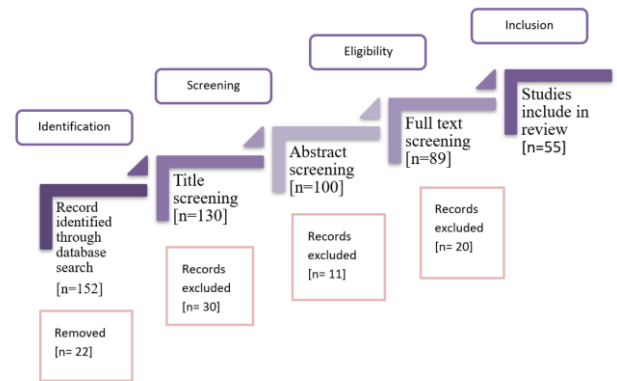 Identification
Screening
Eligibility
Inclusion
Record
identified
through
database
search
[n=152]
Title
screening
[n=130]
Abstract
screening
[n=100]
Full text
screening
[n=89]
Studies
include in
review
[n=55]
Removed
[n= 22]
Records
excluded
[n= 30]
Records
excluded
[n= 11]
Records
excluded
[n= 20]